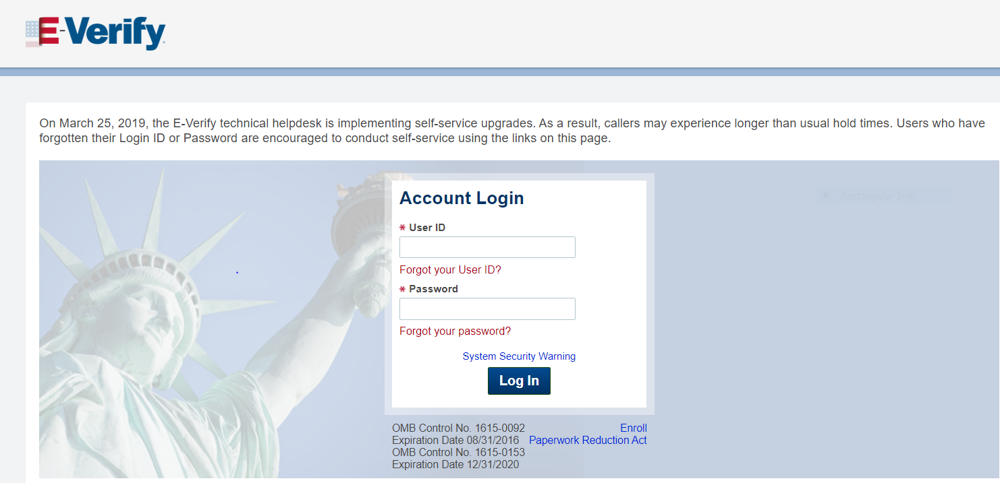 E-Verify
On March 25, 2019, the E-Verify technical helpdesk is implementing self-service upgrades. As a result, callers may experience longer than usual hold times. Users who have
forgotten their Login ID or Password are encouraged to conduct self-service using the links on this page.
Account Login
Rectangular Snip
* User ID
Forgot your User ID?
* Password
Forgot your password?
System Security Warning
Log In
OMB Control No. 1615-0092 Enroll
Expiration Date 08/31/2016 Paperwork Reduction Act
OMB Control No. 1615-0153
Expiration Date 12/31/2020